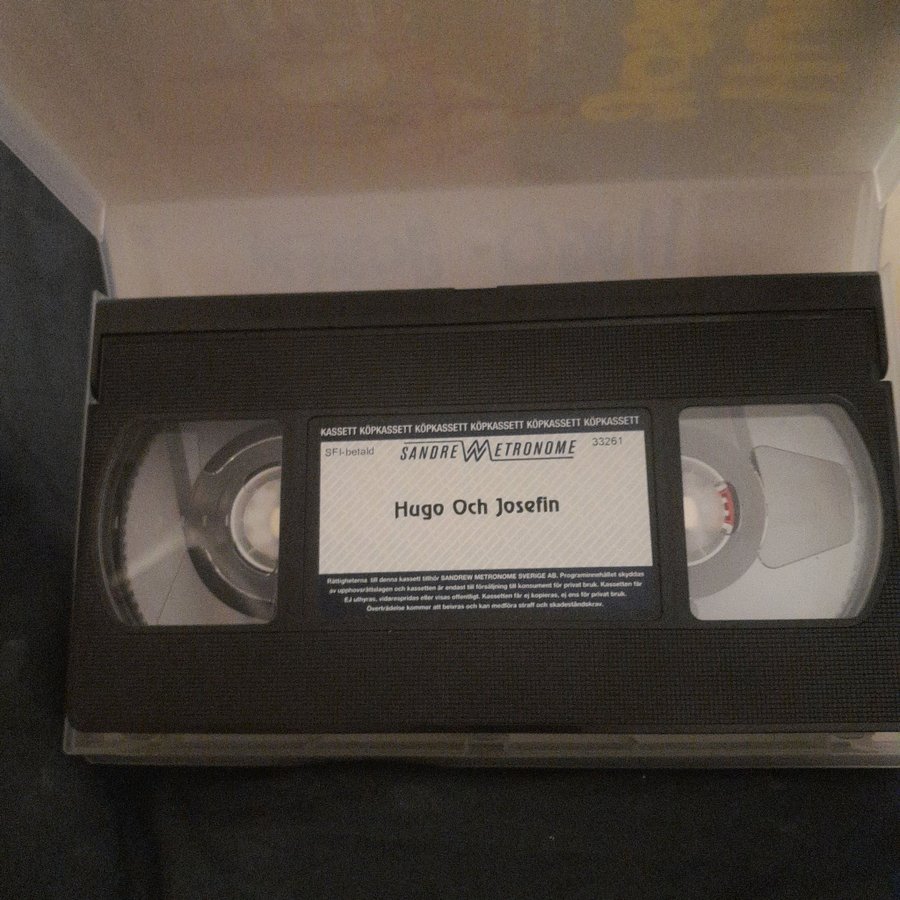 KASSETT KÖPKASSETT KÖPKASSETT KÖPKASSETT KÖPKASSETT KÖPKASSETT
SFI-betald SANDREW METRONOME 33261
Hugo Och Josefin
Rättigheterna till denna kassett tillhör SANDREW METRONOME SVERIGE AB. Programinnehållet skyddas
av upphovsrättslagen och kassetten är endast till försäljning till konsument för privat bruk. Kassetten får
EJ uthyras, vidarespridas eller visas offentligt. Kassetten får ej kopieras, ej ens för privat bruk.
Överträdelse kommer att beivras och kan medföra straff och skadeståndskrav.